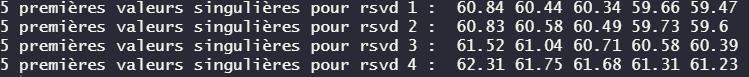 5 premières valeurs singulières pour rsvd 1 :  60.84 60.44 60.34 59.66 59.47
5 premières valeurs singulières pour rsvd 2 :  60.83 60.58 60.49 59.73 59.6
5 premières valeurs singulières pour rsvd 3 :  61.52 61.04 60.71 60.58 60.39
5 premières valeurs singulières pour rsvd 4 :  62.31 61.75 61.68 61.31 61.23